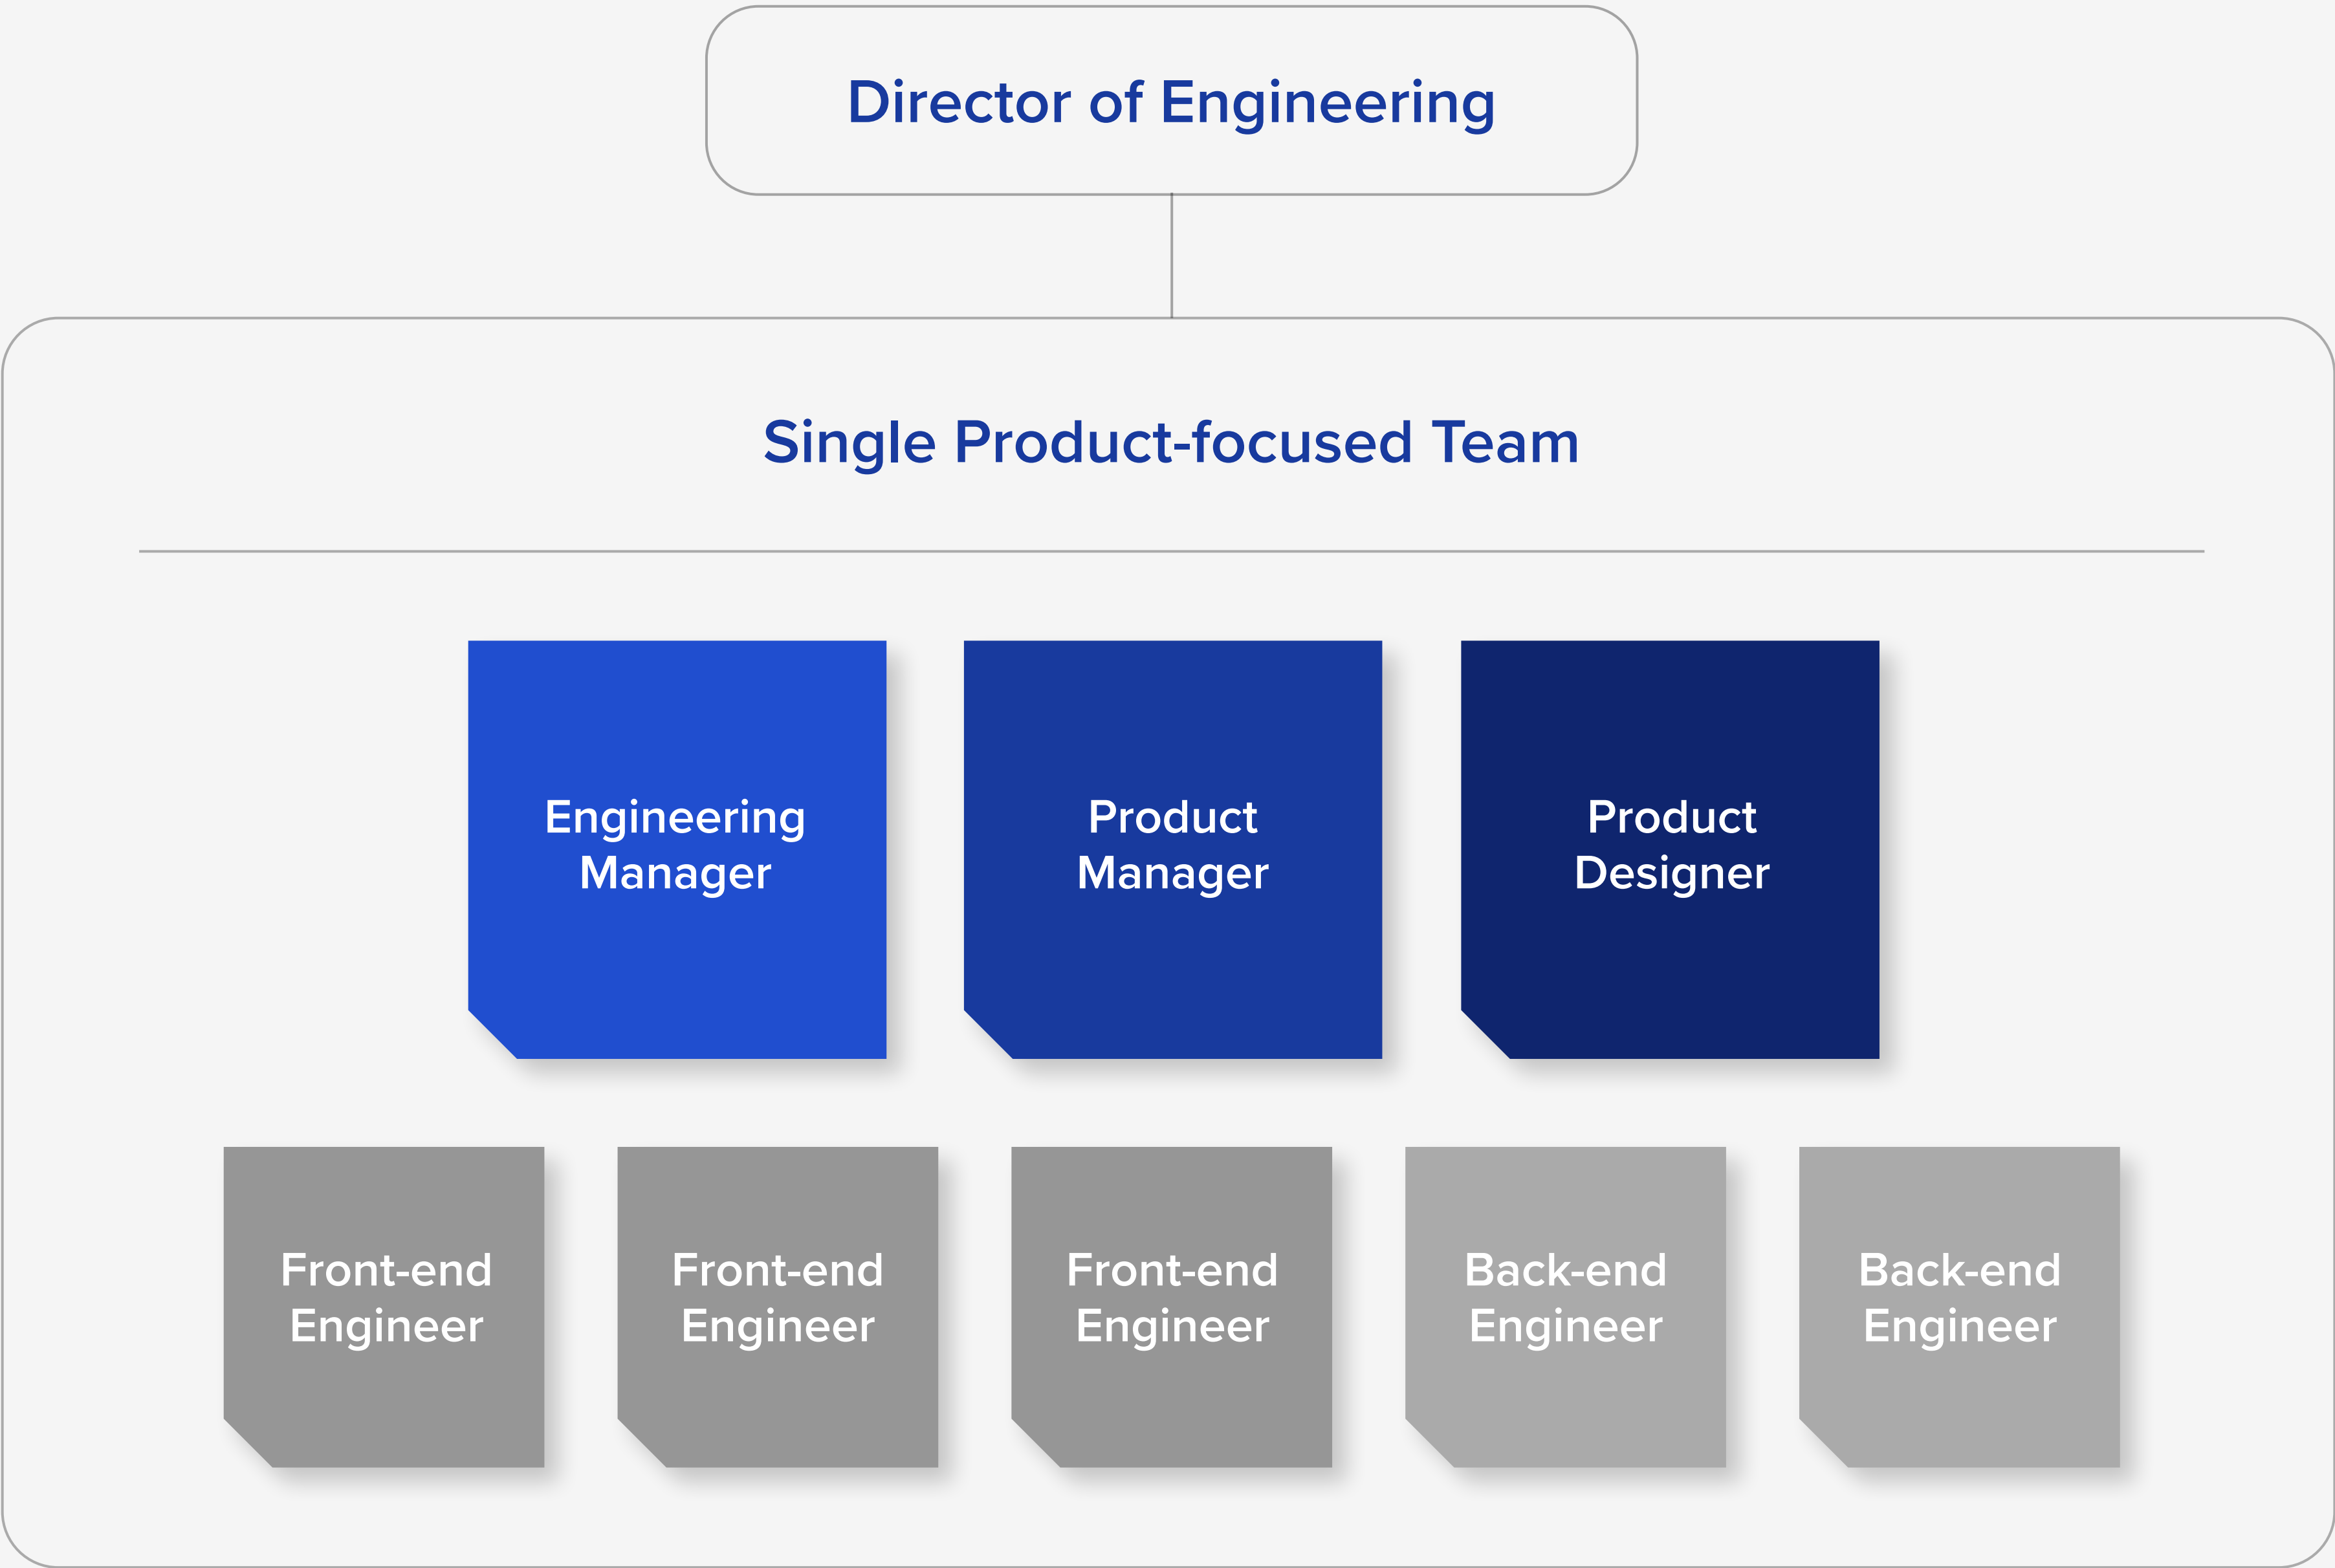 Director of Engineering
Single Product-focused Team
Engineering
Manager
Product
Manager
Product
Designer
Front-end
Engineer
Front-end
Engineer
Front-end
Engineer
Back-end
Engineer
Back-end
Engineer